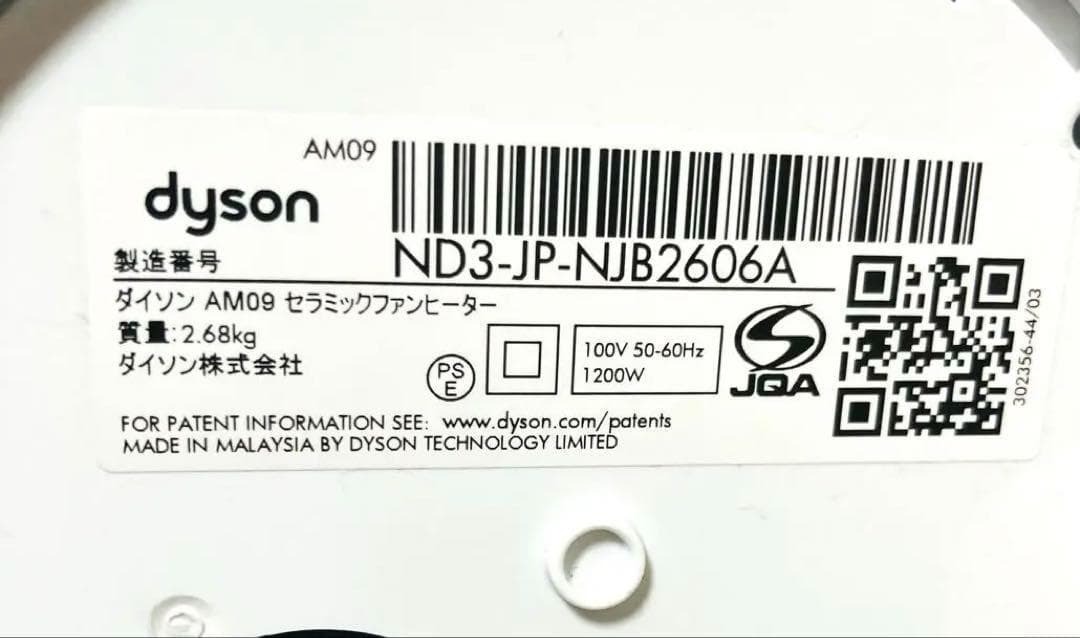 AM09
dyson
製造番号 ND3-JP-NJB2606A
ダイソン AM09 セラミックファンヒーター
質量:2.68kg
ダイソン株式会社
PS
E
100V 50-60Hz
1200W
JQA
302356-44/03
FOR PATENT INFORMATION SEE: www.dyson.com/patents
MADE IN MALAYSIA BY DYSON TECHNOLOGY LIMITED